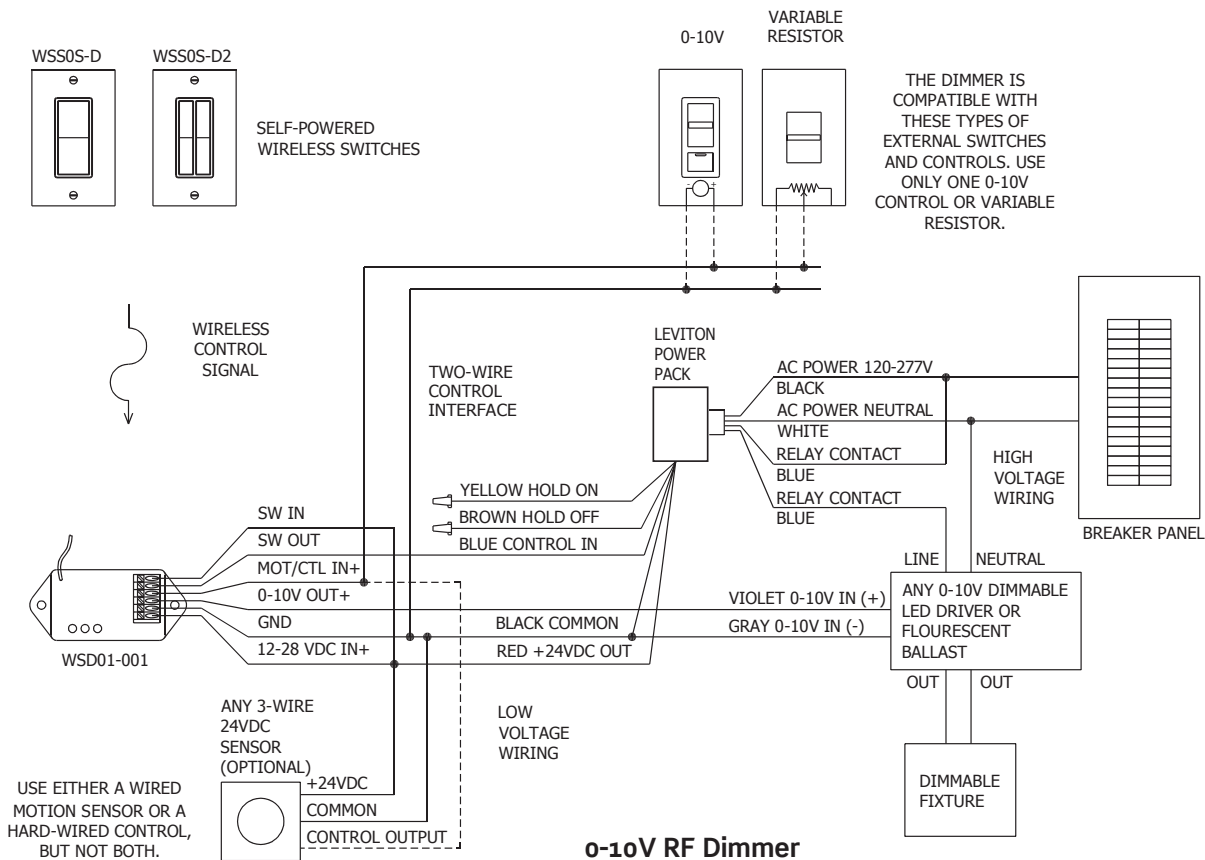 WSS0S-D
WSS0S-D2
SELF-POWERED
WIRELESS SWITCHES
0-10V
VARIABLE
RESISTOR
- +
THE DIMMER IS
COMPATIBLE WITH
THESE TYPES OF
EXTERNAL SWITCHES
AND CONTROLS. USE
ONLY ONE 0-10V
CONTROL OR VARIABLE
RESISTOR.
WIRELESS
CONTROL
SIGNAL
TWO-WIRE
CONTROL
INTERFACE
LEVITON
POWER
PACK
AC POWER 120-277V
BLACK
AC POWER NEUTRAL
WHITE
RELAY CONTACT
BLUE
RELAY CONTACT
BLUE
HIGH
VOLTAGE
WIRING
BREAKER PANEL
YELLOW HOLD ON
BROWN HOLD OFF
BLUE CONTROL IN
SW IN
SW OUT
MOT/CTL IN+
0-10V OUT+
GND
12-28 VDC IN+
WSD01-001
BLACK COMMON
RED +24VDC OUT
VIOLET 0-10V IN (+)
GRAY 0-10V IN (-)
LINE
NEUTRAL
ANY 0-10V DIMMABLE
LED DRIVER OR
FLOURESCENT
BALLAST
OUT
OUT
DIMMABLE
FIXTURE
ANY 3-WIRE
24VDC
SENSOR
(OPTIONAL)
+24VDC
COMMON
CONTROL OUTPUT
LOW
VOLTAGE
WIRING
USE EITHER A WIRED
MOTION SENSOR OR A
HARD-WIRED CONTROL,
BUT NOT BOTH.
0-10V RF Dimmer